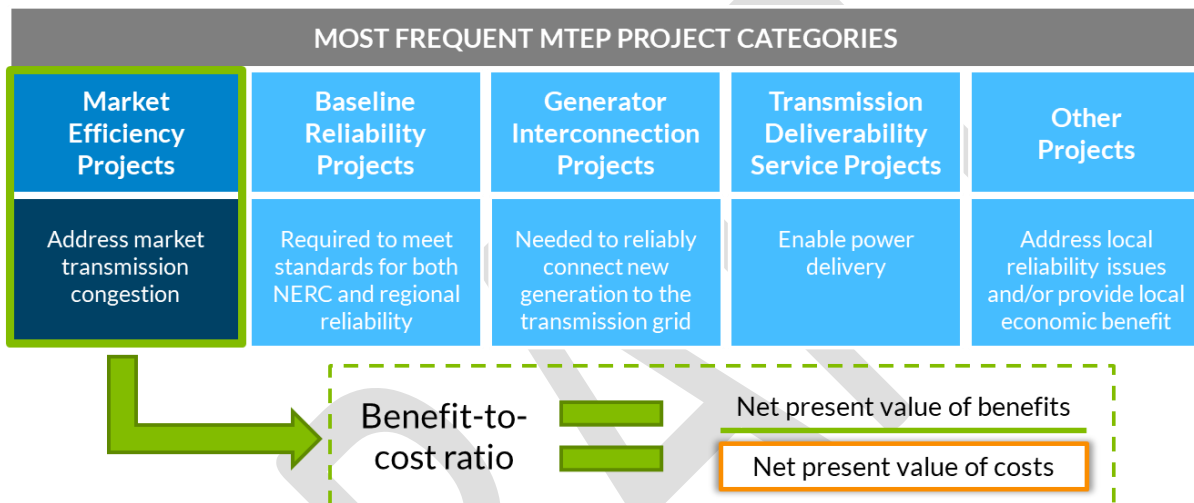 MOST FREQUENT MTEP PROJECT CATEGORIES
Market
Efficiency
Projects
Baseline
Reliability
Projects
Generator
Interconnection
Projects
Transmission
Deliverability
Service Projects
Other
Projects
Address market
transmission
congestion
Required to meet
standards for both
NERC and regional
reliability
Needed to reliably
connect new
generation to the
transmission grid
Enable power
delivery
Address local
reliability issues
and/or provide local
economic benefit
Benefit-to-
cost ratio
Net present value of benefits
Net present value of costs